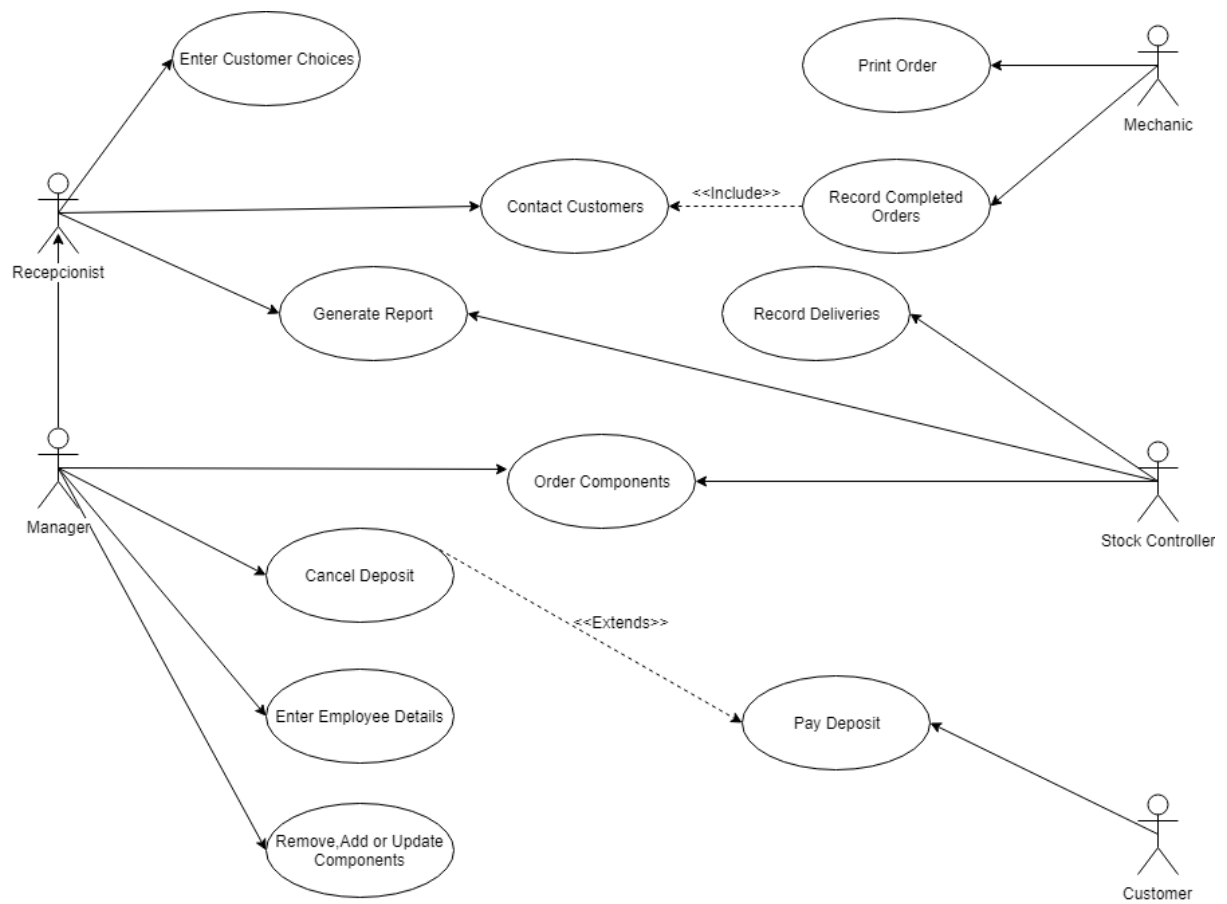 Enter Customer Choices
Print Order
Mechanic
<<Include>>
Contact Customers
Record Completed
Orders
Recepcionist
Generate Report
Record Deliveries
Manager
Order Components
Stock Controller
Cancel Deposit
<<Extends>>
Enter Employee Details
Pay Deposit
Remove,Add or Update
Components
Customer